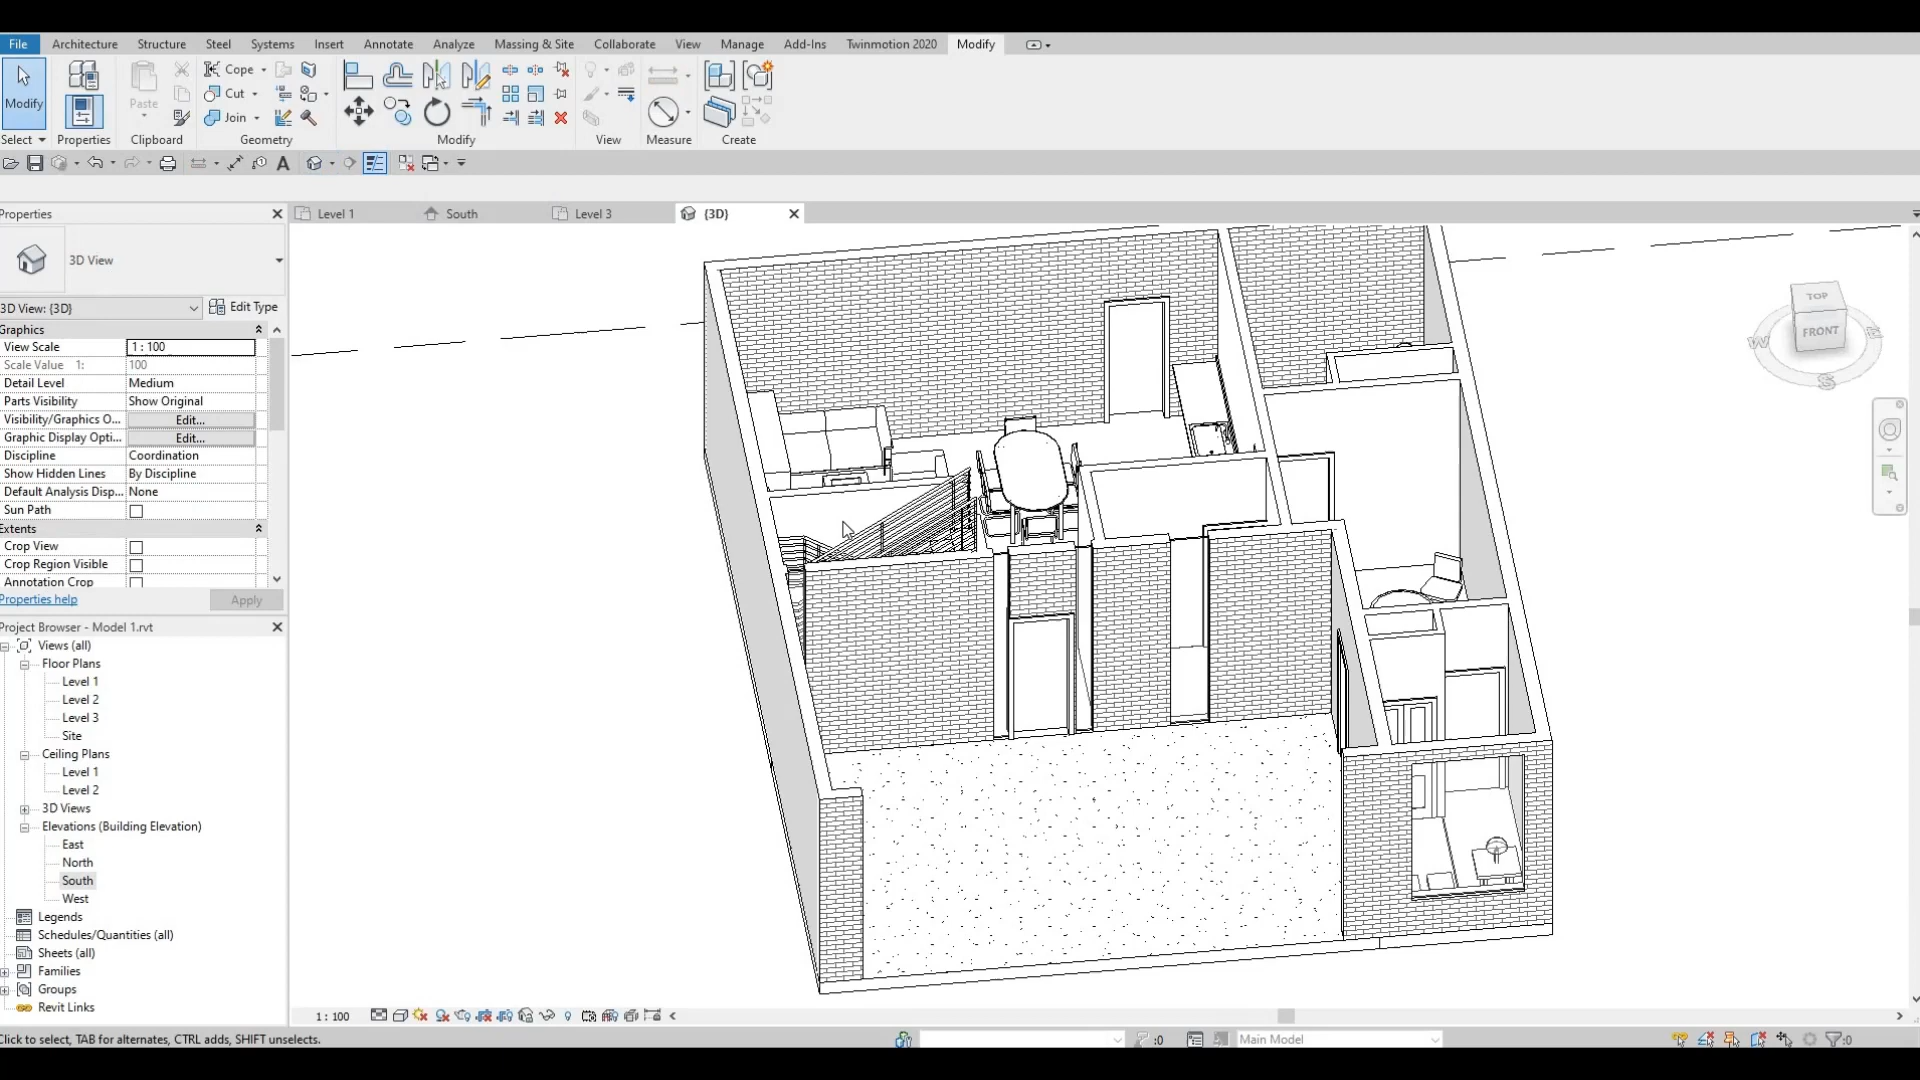 File Architecture Structure Steel Systems Insert Annotate Analyze Massing & Site Collaborate View Manage Add-Ins Twinmotion 2020 Modify
Modify
Select
Properties
Paste
Clipboard
Cope
Cut
Join
Geometry
Modify
View
Measure
Create
Properties
Level 1
South
Level 3
{3D}
3D View
3D View: {3D}
Edit Type
Graphics
View Scale 1 : 100
Scale Value 1: 100
Detail Level Medium
Parts Visibility Show Original
Visibility/Graphics O... Edit...
Graphic Display Opti... Edit...
Discipline Coordination
Show Hidden Lines By Discipline
Default Analysis Disp... None
Sun Path
Extents
Crop View
Crop Region Visible
Annotation Crop
Properties help
Apply
Project Browser - Model 1.rvt
Views (all)
Floor Plans
Level 1
Level 2
Level 3
Site
Ceiling Plans
Level 1
Level 2
3D Views
Elevations (Building Elevation)
East
North
South
West
Legends
Schedules/Quantities (all)
Sheets (all)
Families
Groups
Revit Links
TOP
FRONT
W
S
E
1 : 100
Click to select, TAB for alternates, CTRL adds, SHIFT unselects.
:0
Main Model
:0